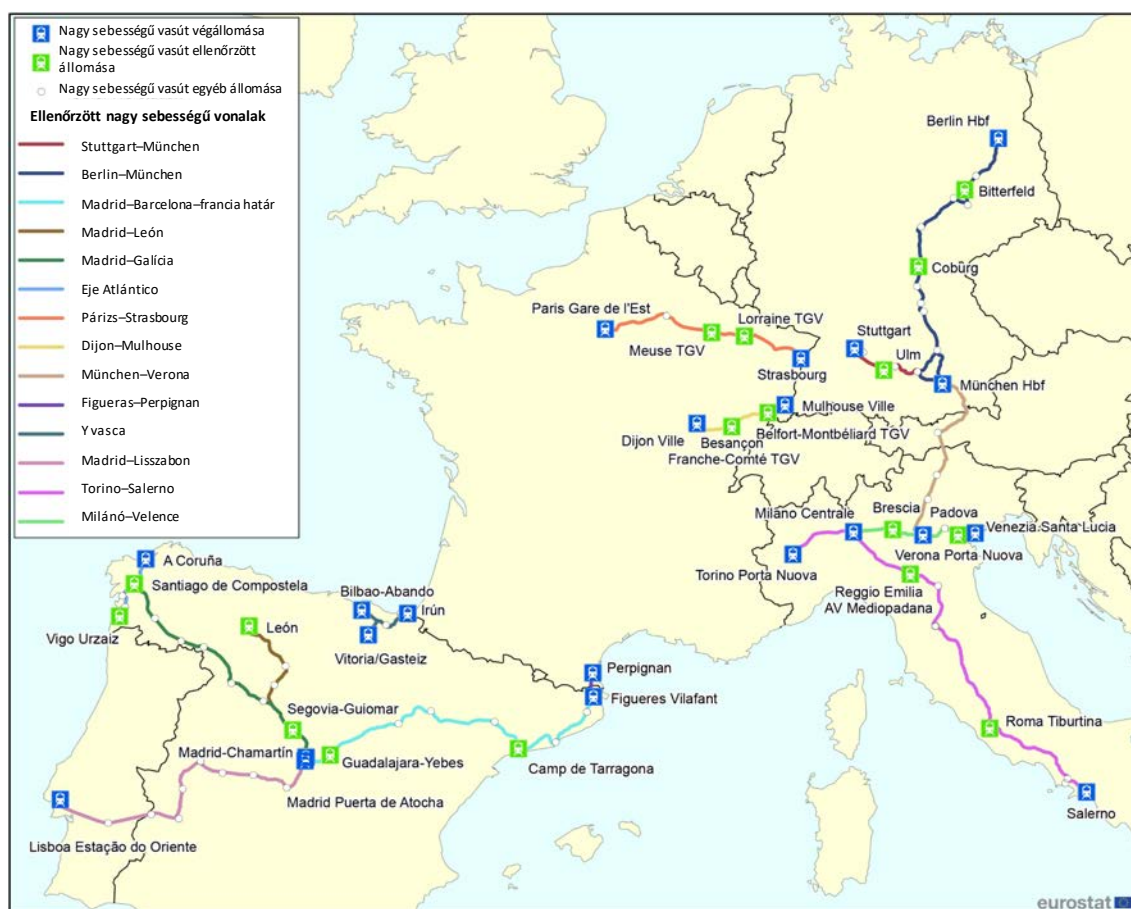 Nagy sebességű vasút végállomása
Nagy sebességű vasút ellenőrzött
állomása
Nagy sebességű vasút egyéb állomása
Ellenőrzött nagy sebességű vonalak
Stuttgart–München
Berlin–München
Madrid–Barcelona–francia határ
Madrid–León
Madrid–Galícia
Eje Atlántico
Párizs–Strasbourg
Dijon–Mulhouse
München–Verona
Figueras–Perpignan
Y vasca
Madrid–Lisszabon
Torino–Salerno
Milánó–Velence
Berlin Hbf
Bitterfeld
Coburg
Paris Gare de l'Est
Lorraine TGV
Meuse TGV
Strasbourg
Stuttgart
Ulm
München Hbf
Mulhouse Ville
Dijon Ville
Besançon
Franche-Comté TGV
Belfort-Montbéliard TGV
Milano Centrale
Brescia
Padova
Venezia Santa Lucia
Verona Porta Nuova
Torino Porta Nuova
Reggio Emilia
AV Mediopadana
A Coruña
Santiago de Compostela
Vigo Urzaiz
León
Bilbao-Abando
Irún
Vitoria/Gasteiz
Perpignan
Figueres Vilafant
Segovia-Guiomar
Madrid-Chamartín
Guadalajara-Yebes
Camp de Tarragona
Madrid Puerta de Atocha
Lisboa Estação do Oriente
Roma Tiburtina
Salerno
eurostat